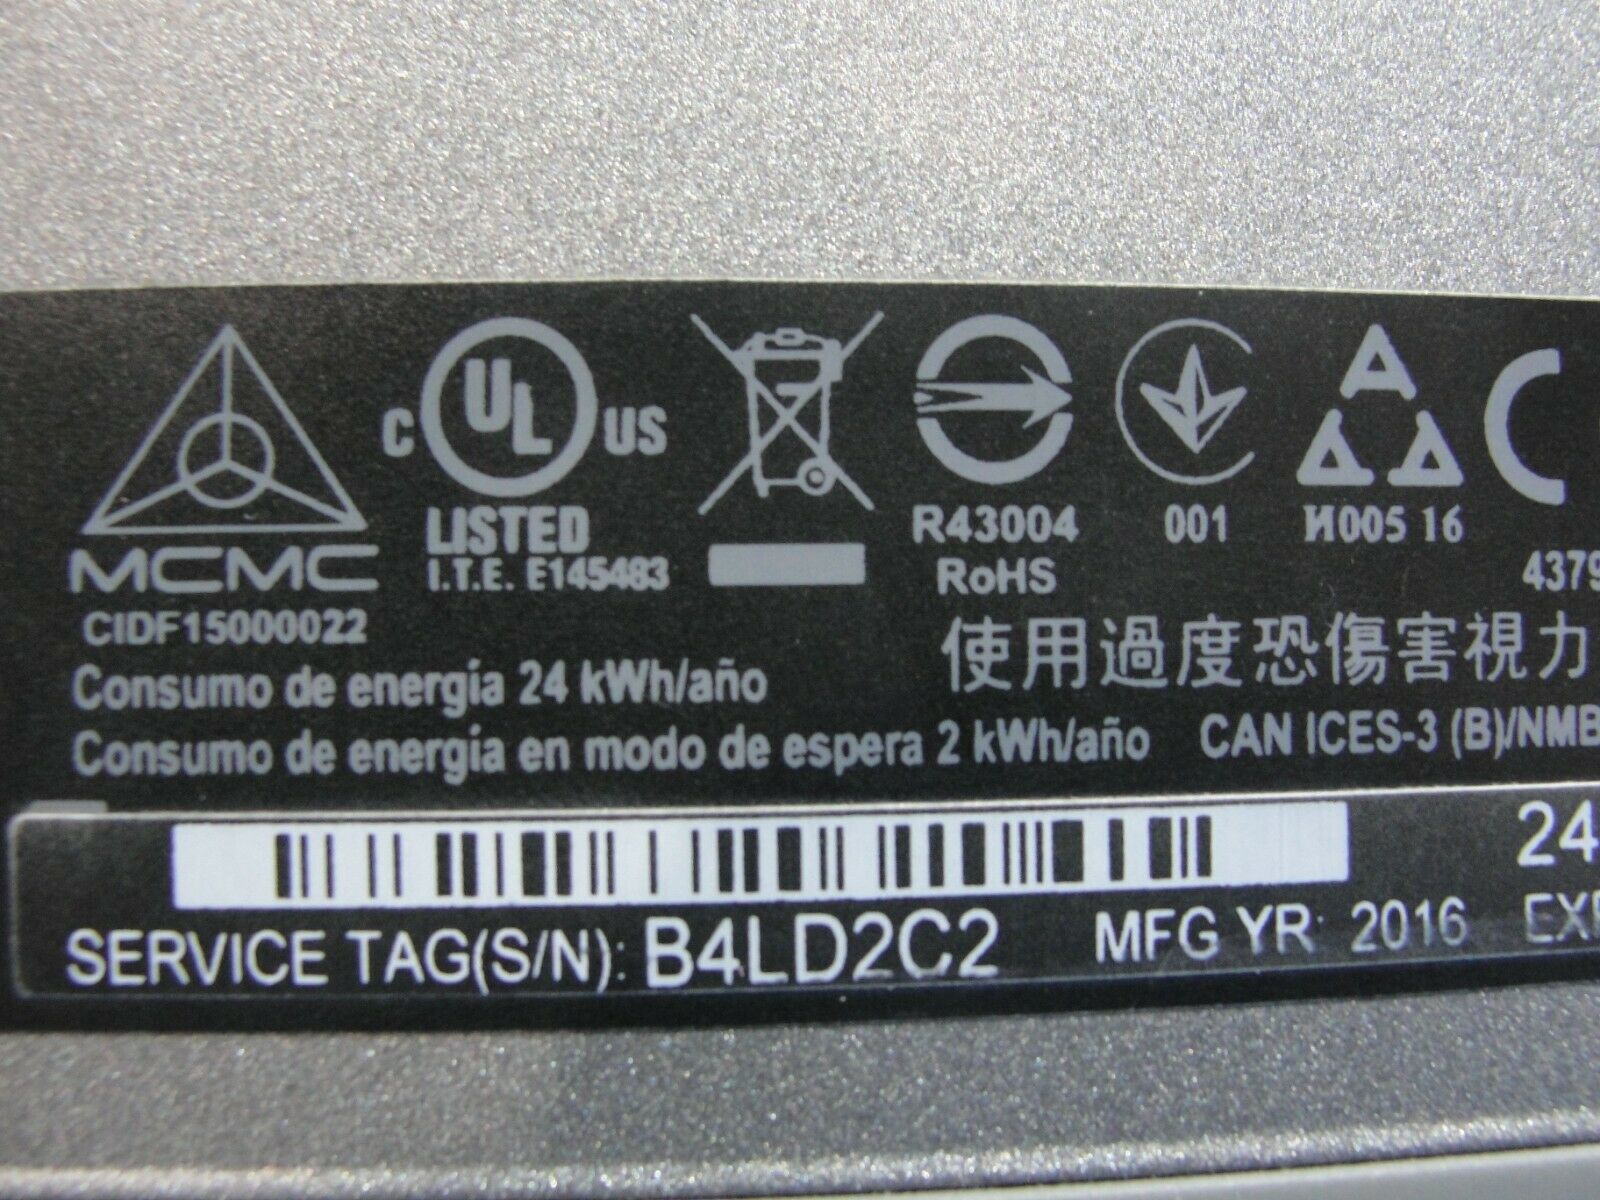 MCMC
CIDF15000022
C UL US
LISTED
I.T.E. E145483
R43004
RoHS
001
И005 16
4379
使用過度恐傷害視力
Consumo de energía 24 kWh/año
Consumo de energía en modo de espera 2 kWh/año
CAN ICES-3 (B)/NMB
24
SERVICE TAG(S/N): B4LD2C2
MFG YR: 2016